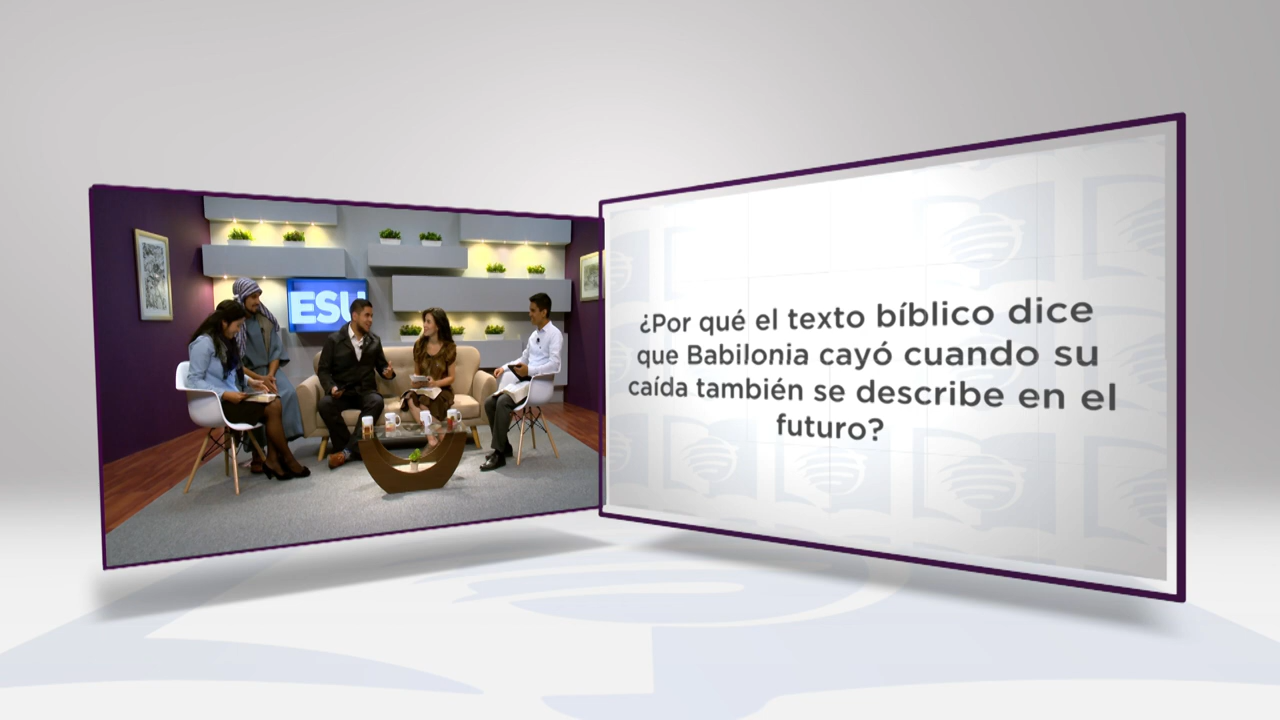 ESU
¿Por qué el texto bíblico dice
que Babilonia cayó cuando su
caída también se describe en el
futuro?